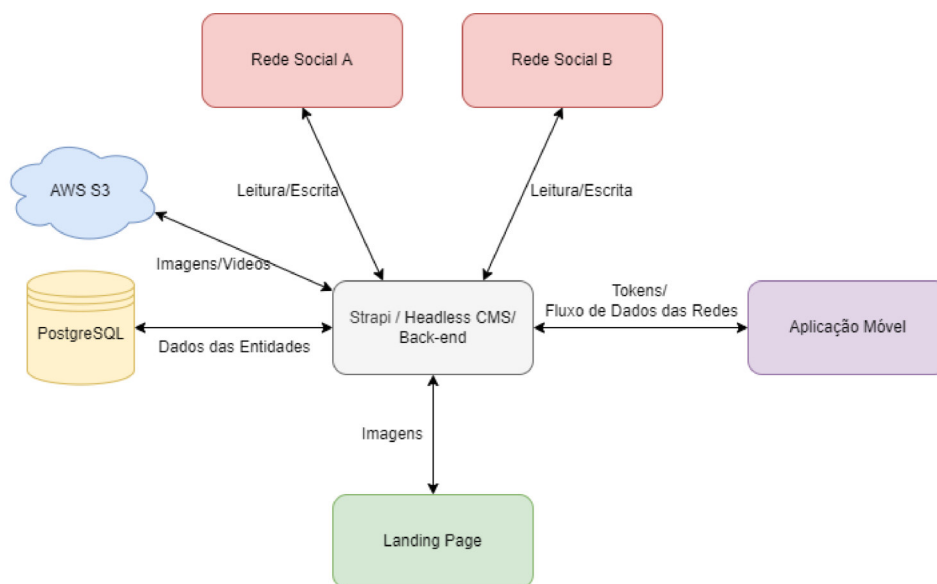 Rede Social A
Rede Social B
AWS S3
Leitura/Escrita
Leitura/Escrita
Imagens/Videos
Strapi / Headless CMS/
Back-end
Tokens/
Fluxo de Dados das Redes
Aplicação Móvel
PostgreSQL
Dados das Entidades
Imagens
Landing Page